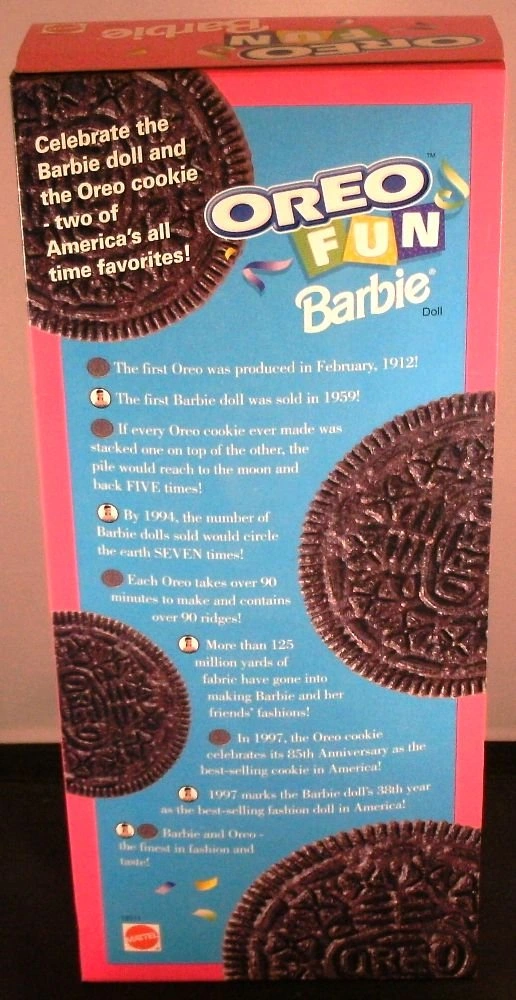 OREO
FUN
Barbie
Celebrate the
Barbie doll and
the Oreo cookie
- two of
America's all
time favorites!
OREO™
FUN
Barbie®
Doll
The first Oreo was produced in February, 1912!
The first Barbie doll was sold in 1959!
If every Oreo cookie ever made was
stacked one on top of the other, the
pile would reach to the moon and
back FIVE times!
By 1994, the number of
Barbie dolls sold would circle
the earth SEVEN times!
Each Oreo takes over 90
minutes to make and contains
over 90 ridges!
More than 125
million yards of
fabric have gone into
making Barbie and her
friends' fashions!
In 1997, the Oreo cookie
celebrates its 85th Anniversary as the
best-selling cookie in America!
1997 marks the Barbie doll's 38th year
as the best-selling fashion doll in America!
Barbie and Oreo -
the finest in fashion and
taste!
MATTEL
OREO
OREO
OREO